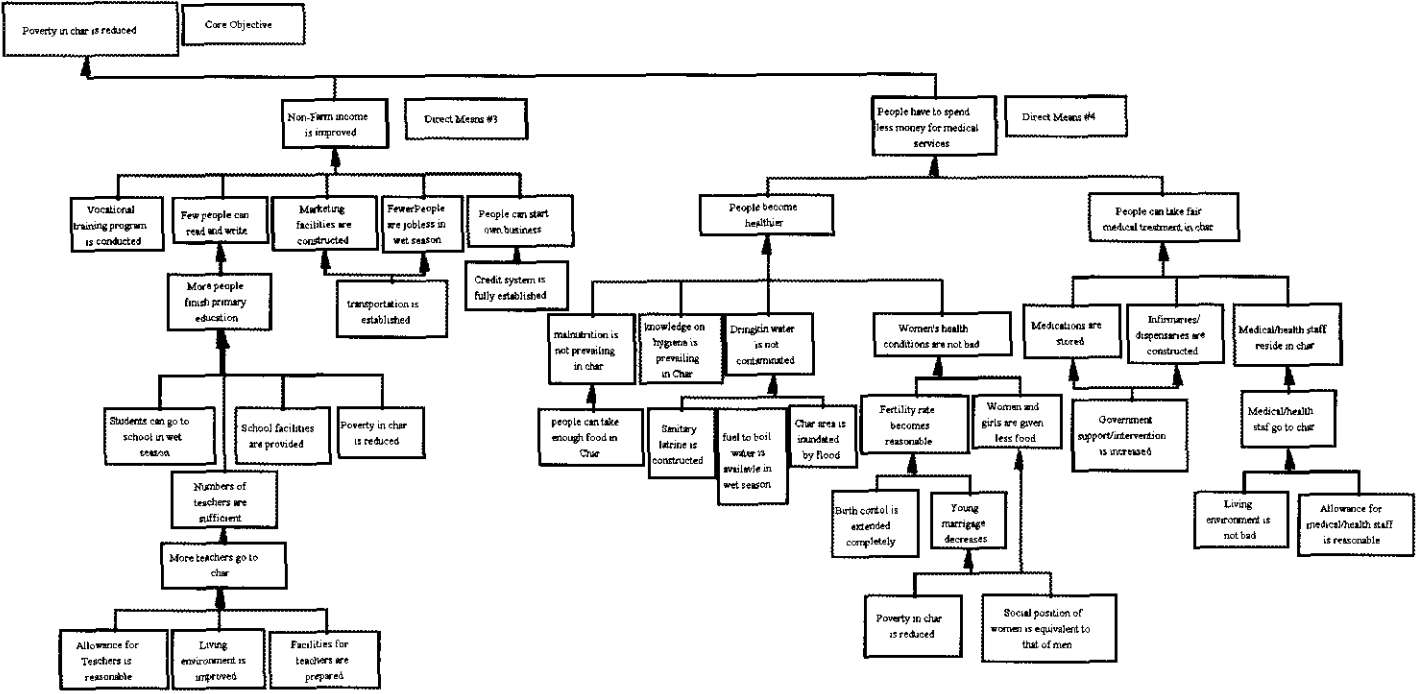 Poverty in char is reduced
Core Objective
Non-Farm income
is improved
Direct Means #3
People have to spend
less money for medical
services
Direct Means #4
Vocational
training program
is conducted
Few people can
read and write
Marketing
facilities are
constructed
FewerPeople
are jobless in
wet season
People can start
own business
People become
healthier
People can take fair
medical treatment in char
More people
finish primary
education
transportation is
established
Credit system is
fully established
malnutrition is
not prevailing
in char
knowledge on
hygiene is
prevailing
in Char
Dringkin water
is not
contaminated
Women's health
conditions are not bad
Medications are
stored
Infirmaries/
dispensaries are
constructed
Medical/health staff
reside in char
Students can go to
school in wet
season
School facilities
are provided
Poverty in char
is reduced
people can take
enough food in
Char
Sanitary
latrine is
constructed
fuel to boil
water is
available in
wet season
Char area is
inundated
by flood
Fertility rate
becomes
reasonable
Women and
girls are given
less food
Government
support/intervention
is increased
Medical/health
staf go to char
Numbers of
teachers are
sufficient
Birth contol is
extended
completely
Young
marrigage
decreases
Living
environment is
not bad
Allowance for
medical/health staff
is reasonable
More teachers go to
char
Poverty in char
is reduced
Social position of
women is equivalent to
that of men
Allowance for
Teschers is
reasonable
Living
environment is
improved
Facilities for
teachers are
prepared